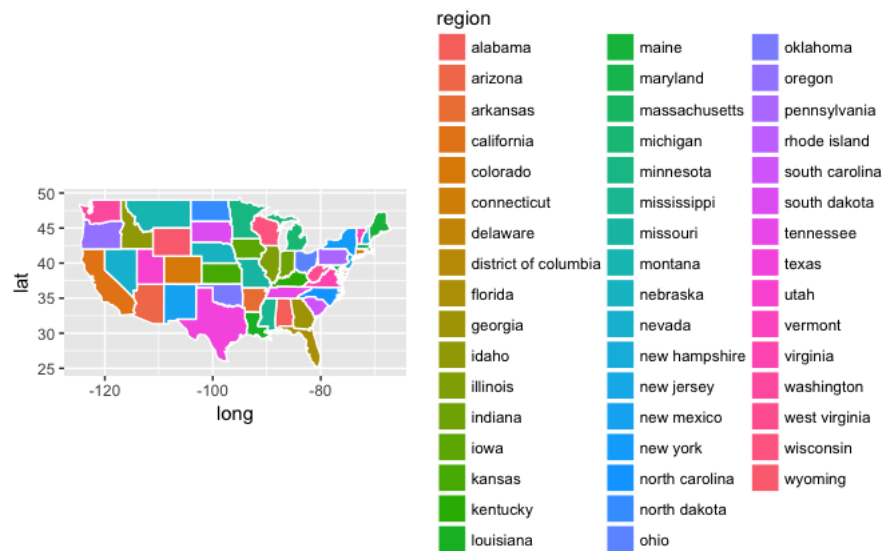 region
alabama
arizona
arkansas
california
colorado
connecticut
delaware
district of columbia
florida
georgia
idaho
illinois
indiana
iowa
kansas
kentucky
louisiana
maine
maryland
massachusetts
michigan
minnesota
mississippi
missouri
montana
nebraska
nevada
new hampshire
new jersey
new mexico
new york
north carolina
north dakota
ohio
oklahoma
oregon
pennsylvania
rhode island
south carolina
south dakota
tennessee
texas
utah
vermont
virginia
washington
west virginia
wisconsin
wyoming
50
45
40
35
30
25
lat
-120 -100 -80
long